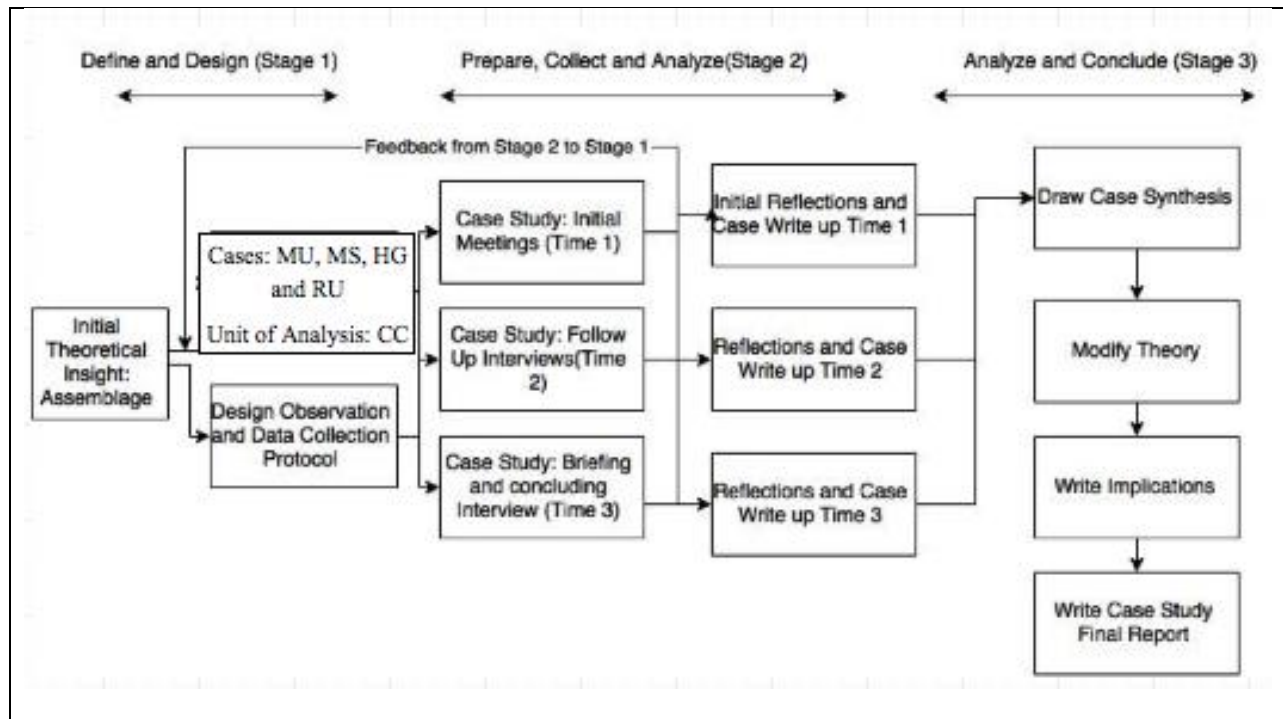 Define and Design (Stage 1)
Prepare, Collect and Analyze(Stage 2)
Analyze and Conclude (Stage 3)
Feedback from Stage 2 to Stage 1
Initial
Theoretical
Insight:
Assemblage
Cases: MU, MS, HG
and RU
Unit of Analysis: CC
Design Observation
and Data Collection
Protocol
Case Study: Initial
Meetings (Time 1)
Case Study: Follow
Up Interviews(Time
2)
Case Study: Briefing
and concluding
Interview (Time 3)
Initial Reflections and
Case Write up Time 1
Reflections and Case
Write up Time 2
Reflections and Case
Write up Time 3
Draw Case Synthesis
Modify Theory
Write Implications
Write Case Study
Final Report